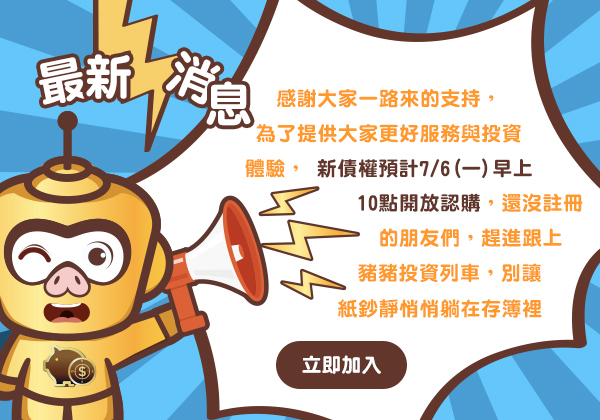 最新消息
感謝大家一路來的支持，
為了提供大家更好服務與投資
體驗， 新債權預計7/6(一)早上
10點開放認購，還沒註冊
的朋友們，趕進跟上
豬豬投資列車，別讓
紙鈔靜悄悄躺在存簿裡
立即加入
$